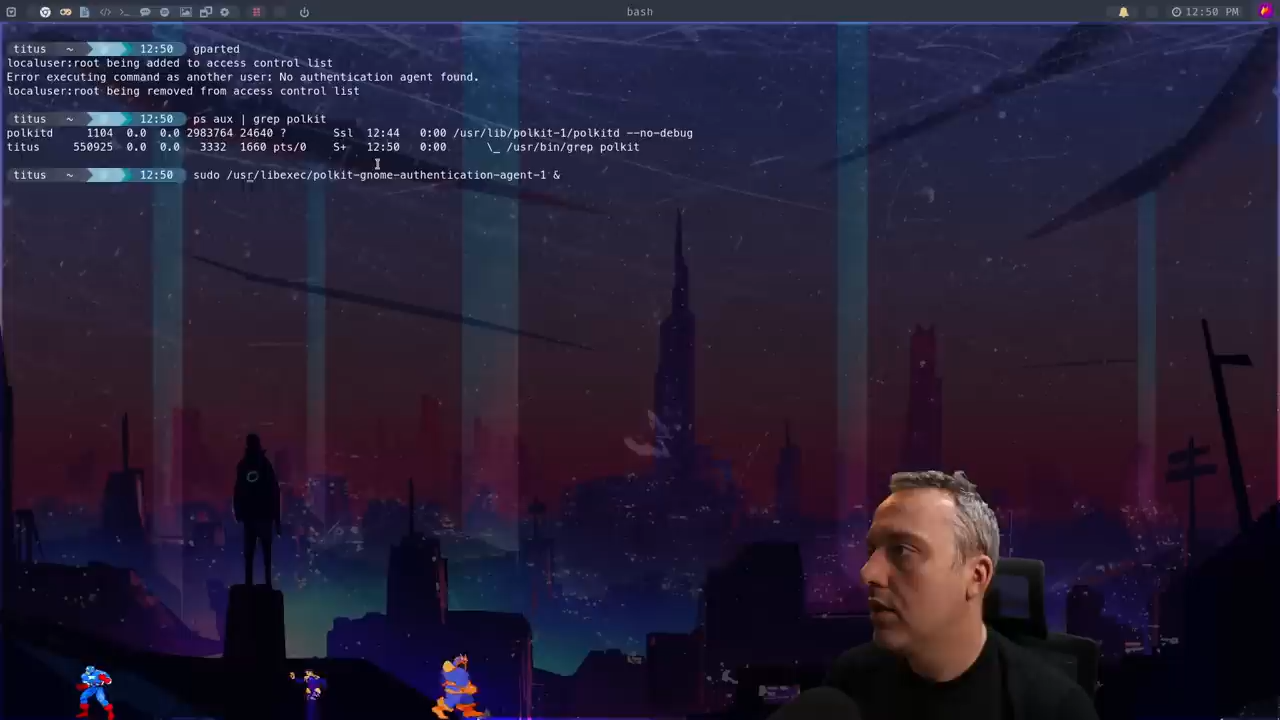 bash
12:50 PM
titus ~ 12:50 gparted
localuser:root being added to access control list
Error executing command as another user: No authentication agent found.
localuser:root being removed from access control list
titus ~ 12:50 ps aux | grep polkit
polkitd 1104 0.0 0.0 2983764 24640 ? Ssl 12:44 0:00 /usr/lib/polkit-1/polkitd --no-debug
titus 550925 0.0 0.0 3332 1660 pts/0 S+ 12:50 0:00 \_ /usr/bin/grep polkit
titus ~ 12:50 sudo /usr/libexec/polkit-gnome-authentication-agent-1 &